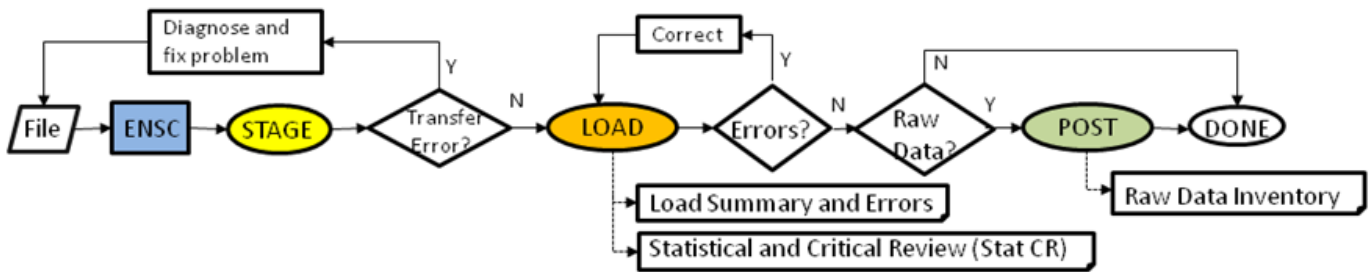 Diagnose and
fix problem
Correct
Y
Y
N
File
ENSC
STAGE
Transfer
Error?
N
LOAD
Errors?
N
Raw
Data?
Y
POST
DONE
Load Summary and Errors
Raw Data Inventory
Statistical and Critical Review (Stat CR)